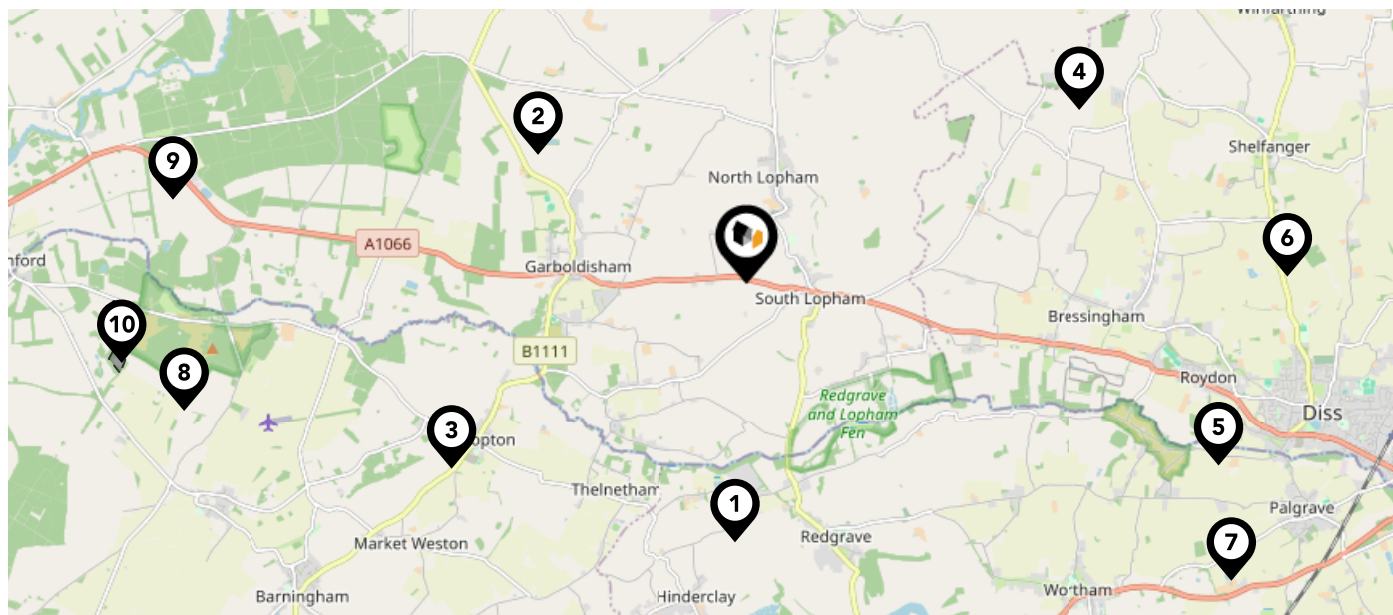 4
2
Shelfanger
9
North Lopham
6
A1066
Garboldisham
South Lopham
Bressingham
10
B1111
8
Roydon
Redgrave
and Lopham
Fen
Diss
3
5
Thelnetham
1
Palgrave
Redgrave
Market Weston
7
Wortham
Barningham
Hinderclay